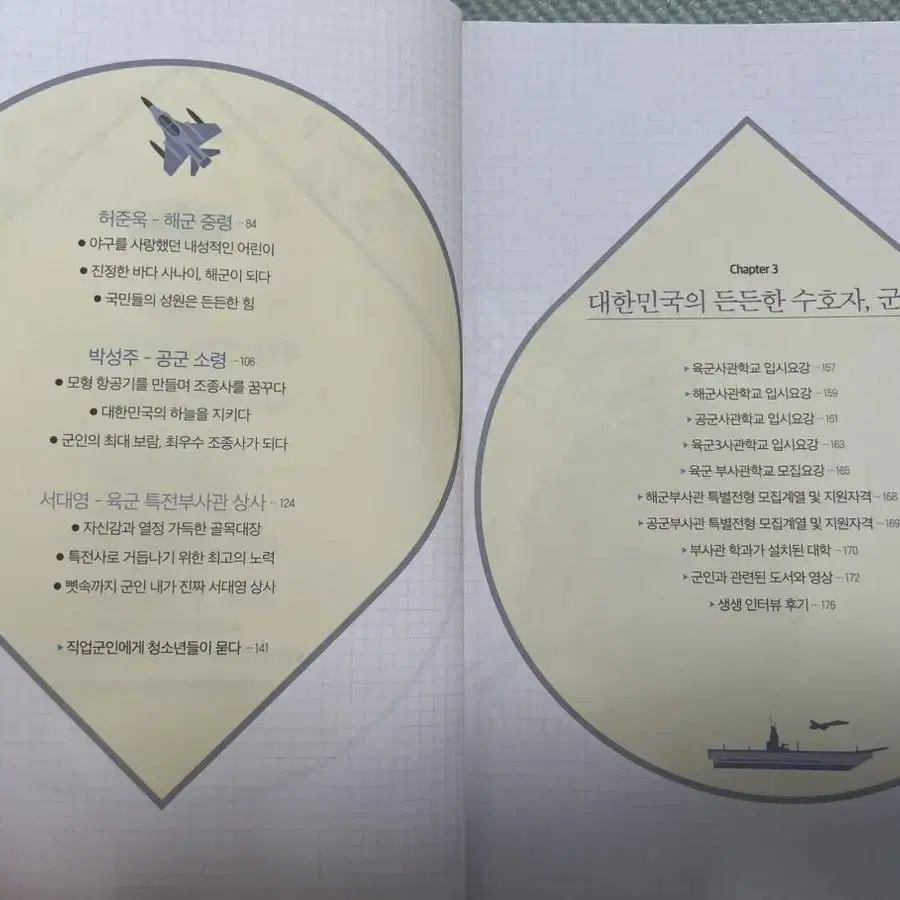 허준욱 - 해군 중령 ··· 84
● 야구를 사랑했던 내성적인 어린이
● 진정한 바다 사나이, 해군이 되다
● 국민들의 성원은 든든한 힘
박성주 - 공군 소령 ··· 106
● 모형 항공기를 만들며 조종사를 꿈꾸다
● 대한민국의 하늘을 지키다
● 군인의 최대 보람, 최우수 조종사가 되다
서대영 - 육군 특전부사관 상사 ··· 124
● 자신감과 열정 가득한 골목대장
● 특전사로 거듭나기 위한 최고의 노력
● 뼛속까지 군인 내가 진짜 서대영 상사
▸ 직업군인에게 청소년들이 묻다 ··· 141
Chapter 3
대한민국의 든든한 수호자, 군
▸ 육군사관학교 입시요강 ··· 157
▸ 해군사관학교 입시요강 ··· 159
▸ 공군사관학교 입시요강 ··· 161
▸ 육군3사관학교 입시요강 ··· 163
▸ 육군 부사관학교 모집요강 ··· 165
▸ 해군부사관 특별전형 모집계열 및 지원자격 ··· 168
▸ 공군부사관 특별전형 모집계열 및 지원자격 ··· 169
▸ 부사관 학과가 설치된 대학 ··· 170
▸ 군인과 관련된 도서와 영상 ··· 172
▸ 생생 인터뷰 후기 ··· 176